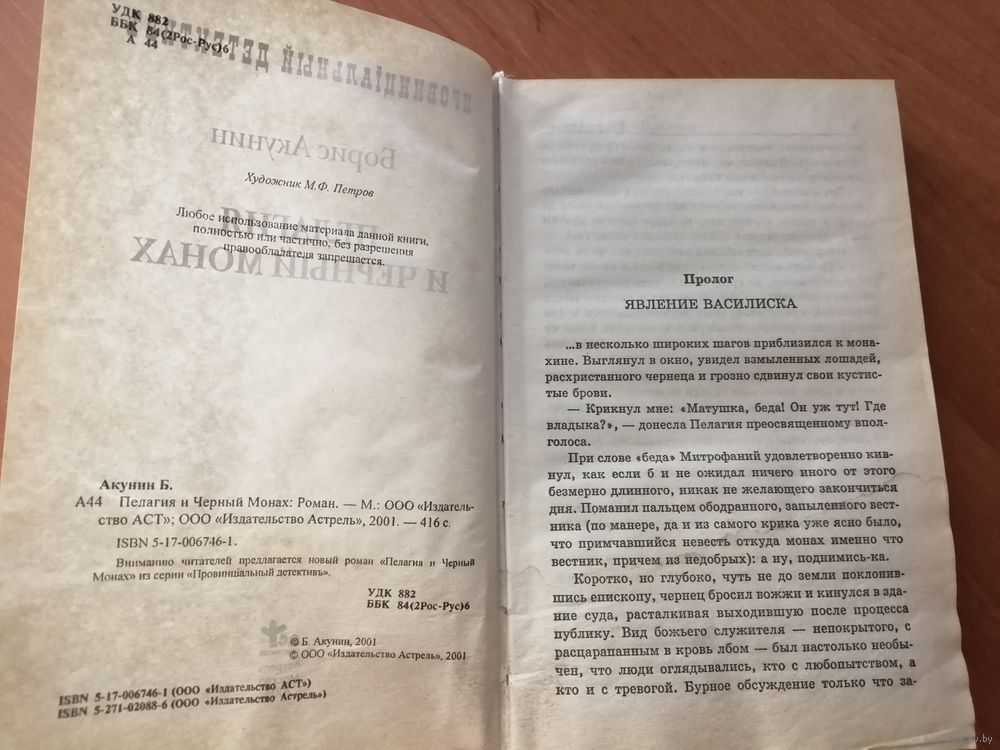 УДК 882
ББК 84(2Рос-Рус)6
А 44
Художник М.Ф. Петров
Любое использование материала данной книги,
полностью или частично, без разрешения
правообладателя запрещается.
Акунин Б.
А44 Пелагия и Черный Монах: Роман. — М.: ООО «Издатель-
ство АСТ»; ООО «Издательство Астрель», 2001. — 416 с.
ISBN 5-17-006746-1.
Вниманию читателей предлагается новый роман «Пелагия и Черный
Монах» из серии «Провинцiальный детективъ».
УДК 882
ББК 84(2Рос-Рус)6
© Б. Акунин, 2001
© ООО «Издательство Астрель», 2001
ISBN 5-17-006746-1 (ООО «Издательство АСТ»)
ISBN 5-271-02088-6 (ООО «Издательство Астрель»)
Пролог
ЯВЛЕНИЕ ВАСИЛИСКА
...в несколько широких шагов приблизился к мона-
хине. Выглянул в окно, увидел взмыленных лошадей,
расхристанного чернеца и грозно сдвинул свои кустис-
тые брови.
— Крикнул мне: «Матушка, беда! Он уж тут! Где
владыка?», — донесла Пелагия преосвященному впол-
голоса.
При слове «беда» Митрофаний удовлетворенно кив-
нул, как если б и не ожидал ничего иного от этого
безмерно длинного, никак не желающего закончиться
дня. Поманил пальцем ободранного, запыленного вест-
ника (по манере, да и из самого крика уже ясно было,
что примчавшийся невесть откуда монах именно что
вестник, причем из недобрых): а ну, поднимись-ка.
Коротко, но глубоко, чуть не до земли поклонив-
шись епископу, чернец бросил вожжи и кинулся в зда-
ние суда, расталкивая выходившую после процесса
публику. Вид божьего служителя — непокрытого, с
расцарапанным в кровь лбом — был настолько необы-
чен, что люди оглядывались, кто с любопытством, а
кто и с тревогой. Бурное обсуждение только что за-